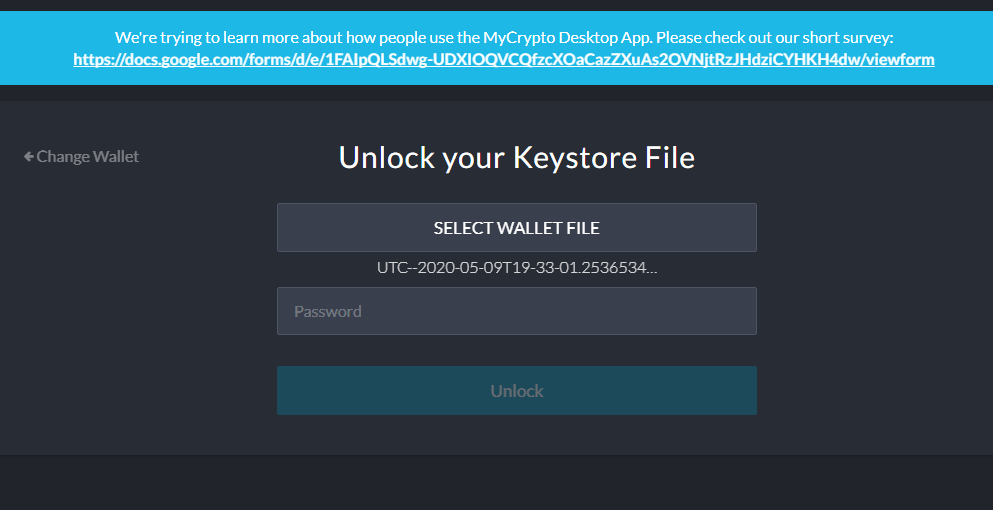 We're trying to learn more about how people use the MyCrypto Desktop App. Please check out our short survey:
https://docs.google.com/forms/d/e/1FAIpQLSdwg-UDXIOQVCQfzcXOaCazZXuAs2OVNjtRzJHdziCYHKH4dw/viewform
Change Wallet
Unlock your Keystore File
SELECT WALLET FILE
UTC--2020-05-09T19-33-01.2536534...
Password
Unlock